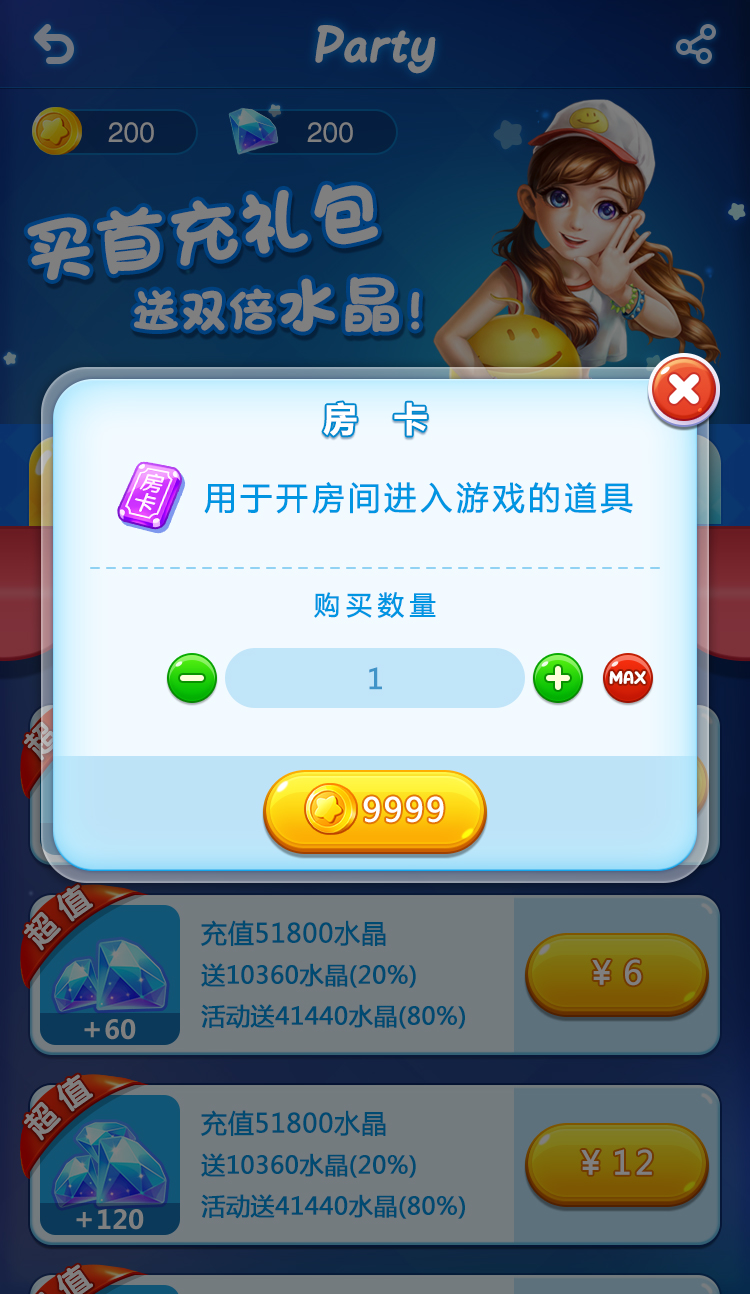 Party
200
200
买首充礼包
送双倍水晶!
房 卡
房卡
用于开房间进入游戏的道具
购买数量
1
MAX
9999
超
超值
充值51800水晶
送10360水晶(20%)
活动送41440水晶(80%)
+60
¥ 6
超值
充值51800水晶
送10360水晶(20%)
活动送41440水晶(80%)
+120
¥ 12
超值